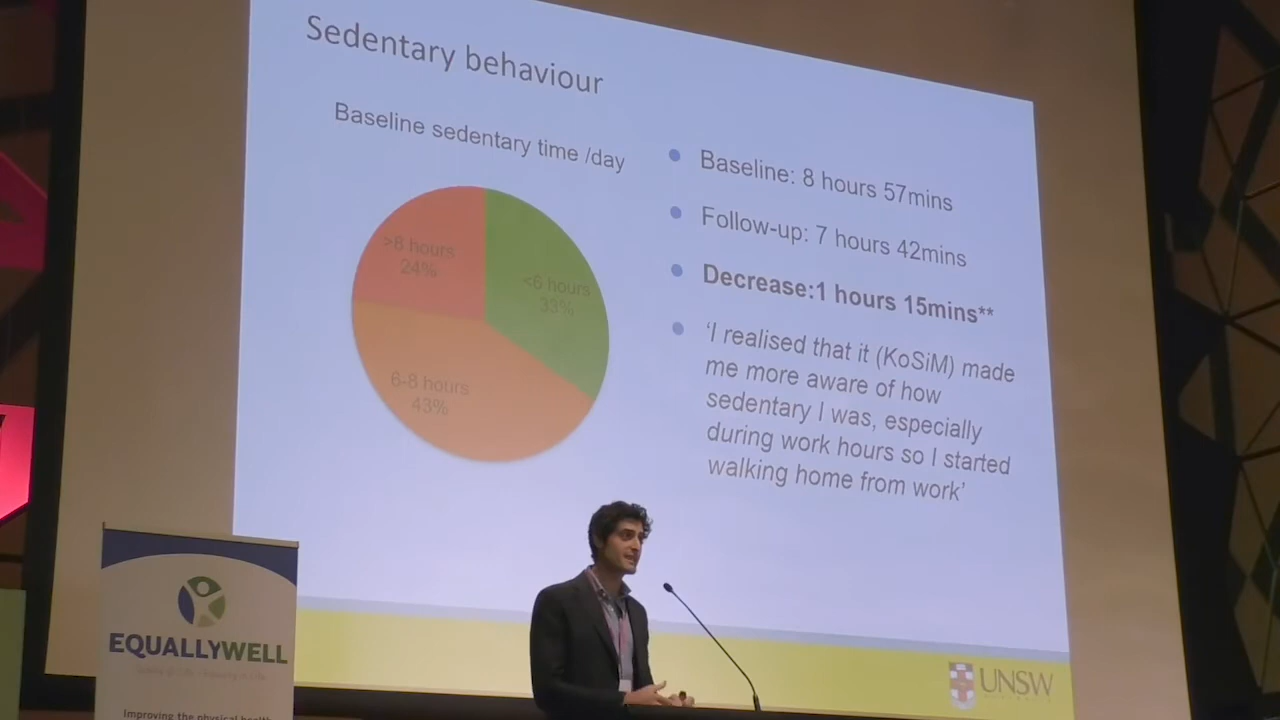 Sedentary behaviour
Baseline sedentary time /day
>8 hours
24%
<6 hours
33%
6-8 hours
43%
Baseline: 8 hours 57mins
Follow-up: 7 hours 42mins
Decrease:1 hours 15mins**
‘I realised that it (KoSiM) made
me more aware of how
sedentary I was, especially
during work hours so I started
walking home from work’
UNSW
EQUALLYWELL
Improving the physical health